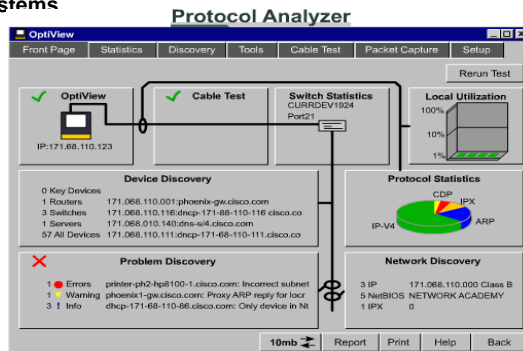 stems
Protocol Analyzer
OptiView
Front Page Statistics Discovery Tools Cable Test Packet Capture Setup
Rerun Test
OptiView
IP:171.68.110.123
Cable Test
Switch Statistics
CURRDEV1924
Port21
Local Utilization
100%
10%
1%
Device Discovery
0 Key Devices
1 Routers 171.068.110.001:phoenix-gw.cisco.com
3 Switches 171.068.110.116:dncp-171-68-110-116 cisco.co
1 Servers 171.068.010.140:dns-s/4.cisco.com
57 All Devices 171.068.110.111:dncp-171-68-110-111.cisco.co
Protocol Statistics
CDP
IPX
IP-V4
ARP
Problem Discovery
1 Errors printer-ph2-hp8100-1.cisco.com: Incorrect subnet
1 Warning phoenix1-gw.cisco.com: Proxy ARP reply for locr
3 ! Info dhcp-171-68-110-86.cisco.com: Only device in Nt
Network Discovery
3 IP 171.068.110.000 Class B
5 NetBIOS NETWORK ACADEMY
1 IPX 0
10mb Report Print Help Back